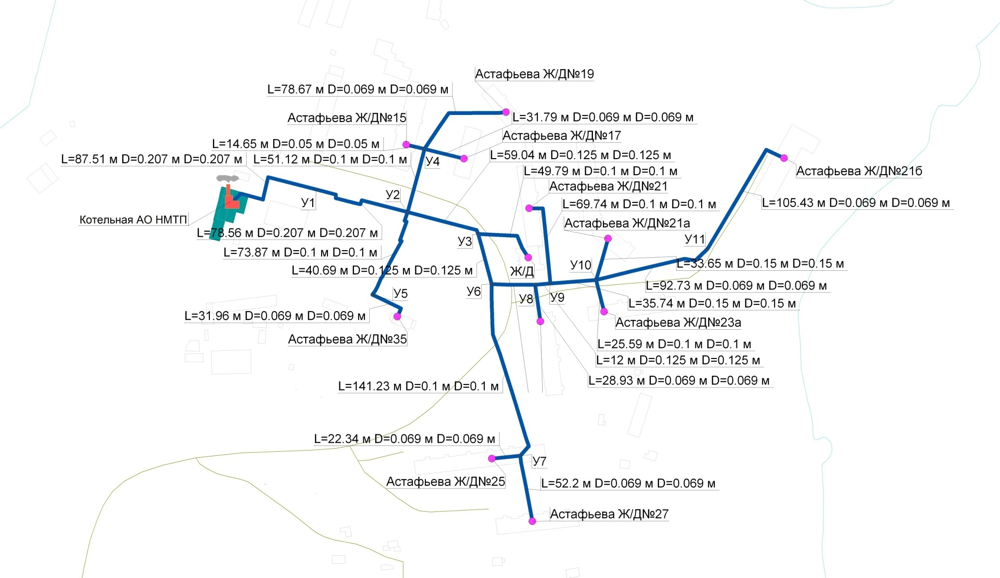 Астафьева Ж/Д№19
L=78.67 м D=0.069 м D=0.069 м
Астафьева Ж/Д№15
L=31.79 м D=0.069 м D=0.069 м
Астафьева Ж/Д№17
L=14.65 м D=0.05 м D=0.05 м
L=87.51 м D=0.207 м D=0.207 м
L=51.12 м D=0.1 м D=0.1 м
У4
L=59.04 м D=0.125 м D=0.125 м
L=49.79 м D=0.1 м D=0.1 м
Астафьева Ж/Д№21б
Астафьева Ж/Д№21
У1
У2
L=69.74 м D=0.1 м D=0.1 м
L=105.43 м D=0.069 м D=0.069 м
Котельная АО НМТП
Астафьева Ж/Д№21а
L=78.56 м D=0.207 м D=0.207 м
У3
У11
L=73.87 м D=0.1 м D=0.1 м
L=40.69 м D=0.125 м D=0.125 м
Ж/Д
У10
L=33.65 м D=0.15 м D=0.15 м
L=92.73 м D=0.069 м D=0.069 м
У5
У6
У8
У9
L=35.74 м D=0.15 м D=0.15 м
L=31.96 м D=0.069 м D=0.069 м
Астафьева Ж/Д№23а
Астафьева Ж/Д№35
L=25.59 м D=0.1 м D=0.1 м
L=12 м D=0.125 м D=0.125 м
L=28.93 м D=0.069 м D=0.069 м
L=141.23 м D=0.1 м D=0.1 м
L=22.34 м D=0.069 м D=0.069 м
У7
Астафьева Ж/Д№25
L=52.2 м D=0.069 м D=0.069 м
Астафьева Ж/Д№27